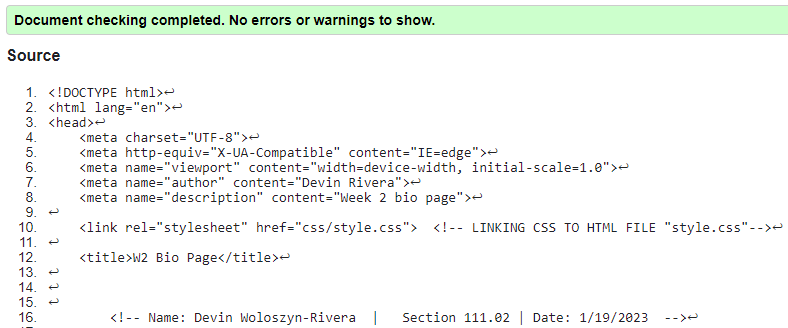 Document checking completed. No errors or warnings to show.
Source
1. <!DOCTYPE html>↩
2. <html lang="en">↩
3. <head>↩
4.     <meta charset="UTF-8">↩
5.     <meta http-equiv="X-UA-Compatible" content="IE=edge">↩
6.     <meta name="viewport" content="width=device-width, initial-scale=1.0">↩
7.     <meta name="author" content="Devin Rivera">↩
8.     <meta name="description" content="Week 2 bio page">↩
9. ↩
10.     <link rel="stylesheet" href="css/style.css">  <!-- LINKING CSS TO HTML FILE "style.css"-->↩
11. ↩
12.     <title>W2 Bio Page</title>↩
13. ↩
14. ↩
15. ↩
16.         <!-- Name: Devin Woloszyn-Rivera  |   Section 111.02 | Date: 1/19/2023  -->↩